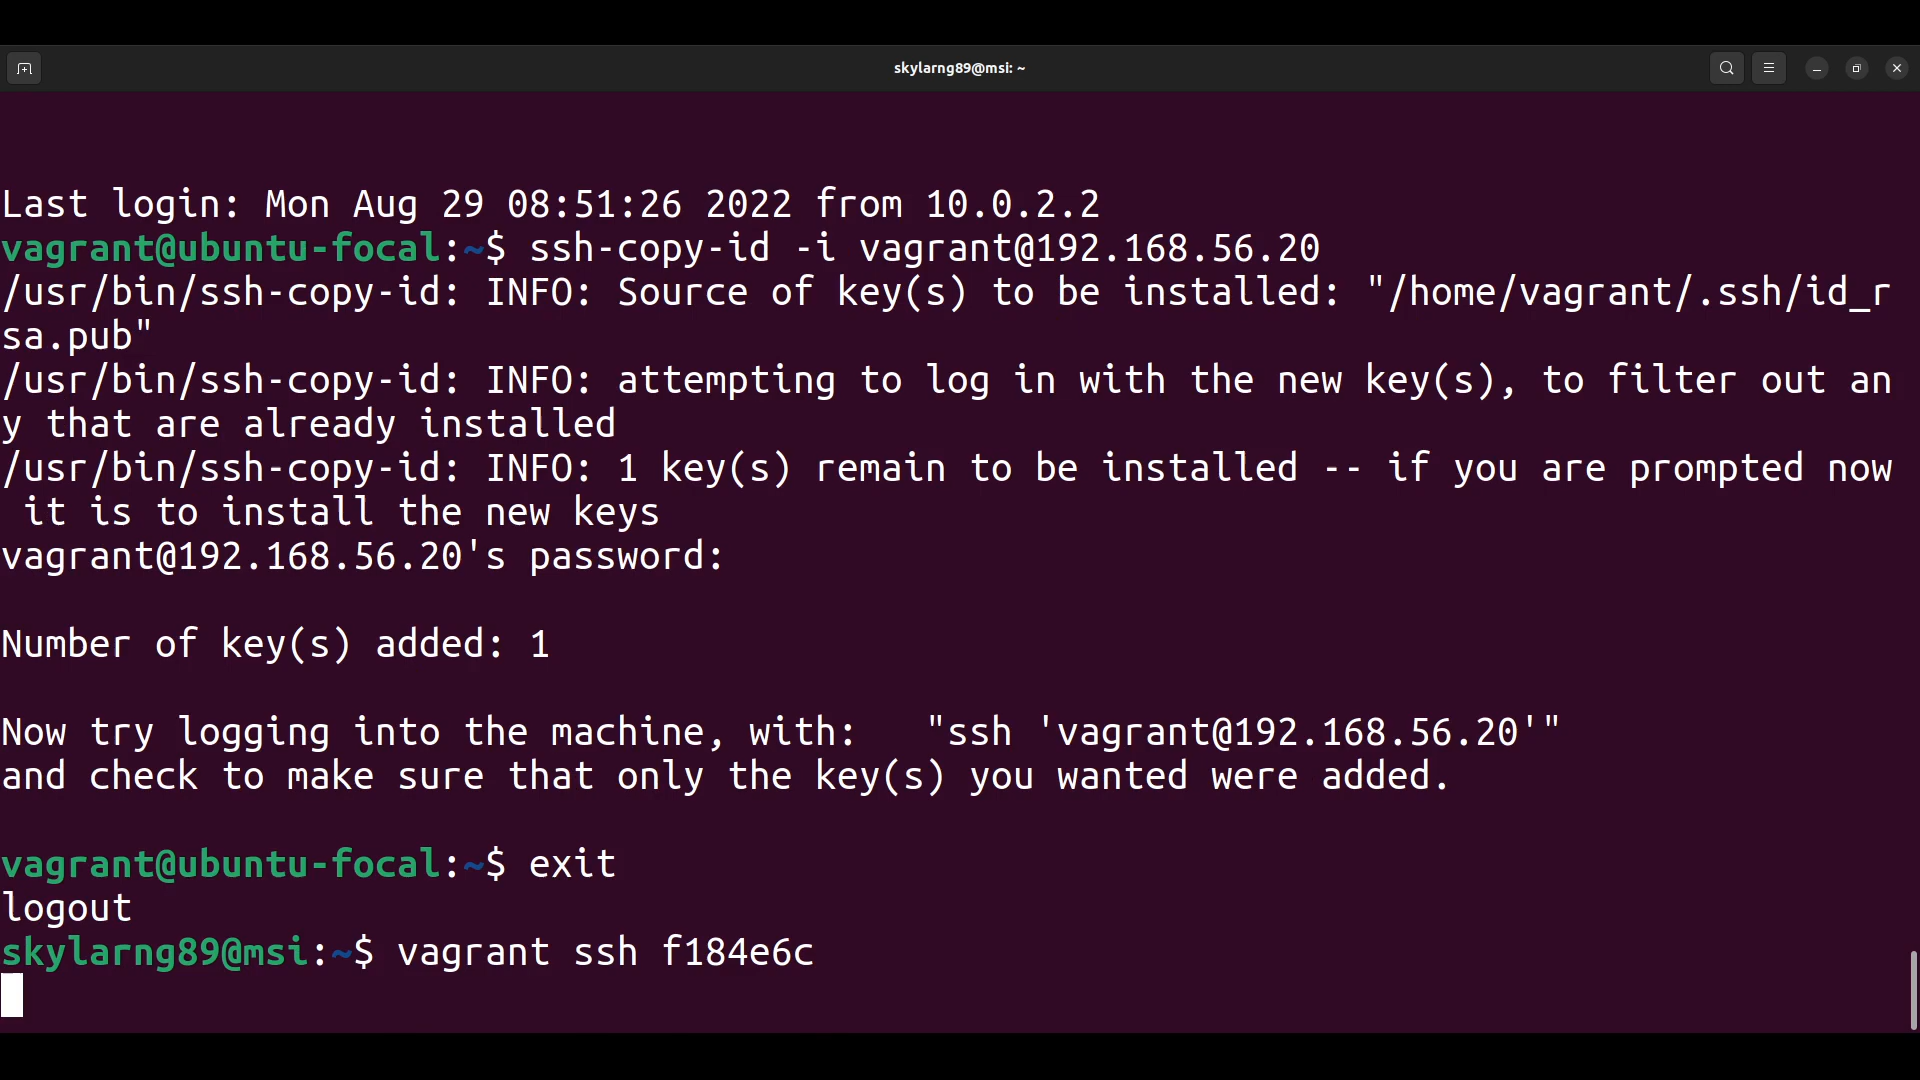 skylarng89@msi: ~
Last login: Mon Aug 29 08:51:26 2022 from 10.0.2.2
vagrant@ubuntu-focal:~$ ssh-copy-id -i vagrant@192.168.56.20
/usr/bin/ssh-copy-id: INFO: Source of key(s) to be installed: "/home/vagrant/.ssh/id_r
sa.pub"
/usr/bin/ssh-copy-id: INFO: attempting to log in with the new key(s), to filter out an
y that are already installed
/usr/bin/ssh-copy-id: INFO: 1 key(s) remain to be installed -- if you are prompted now
 it is to install the new keys
vagrant@192.168.56.20's password:
Number of key(s) added: 1
Now try logging into the machine, with:   "ssh 'vagrant@192.168.56.20'"
and check to make sure that only the key(s) you wanted were added.
vagrant@ubuntu-focal:~$ exit
logout
skylarng89@msi:~$ vagrant ssh f184e6c